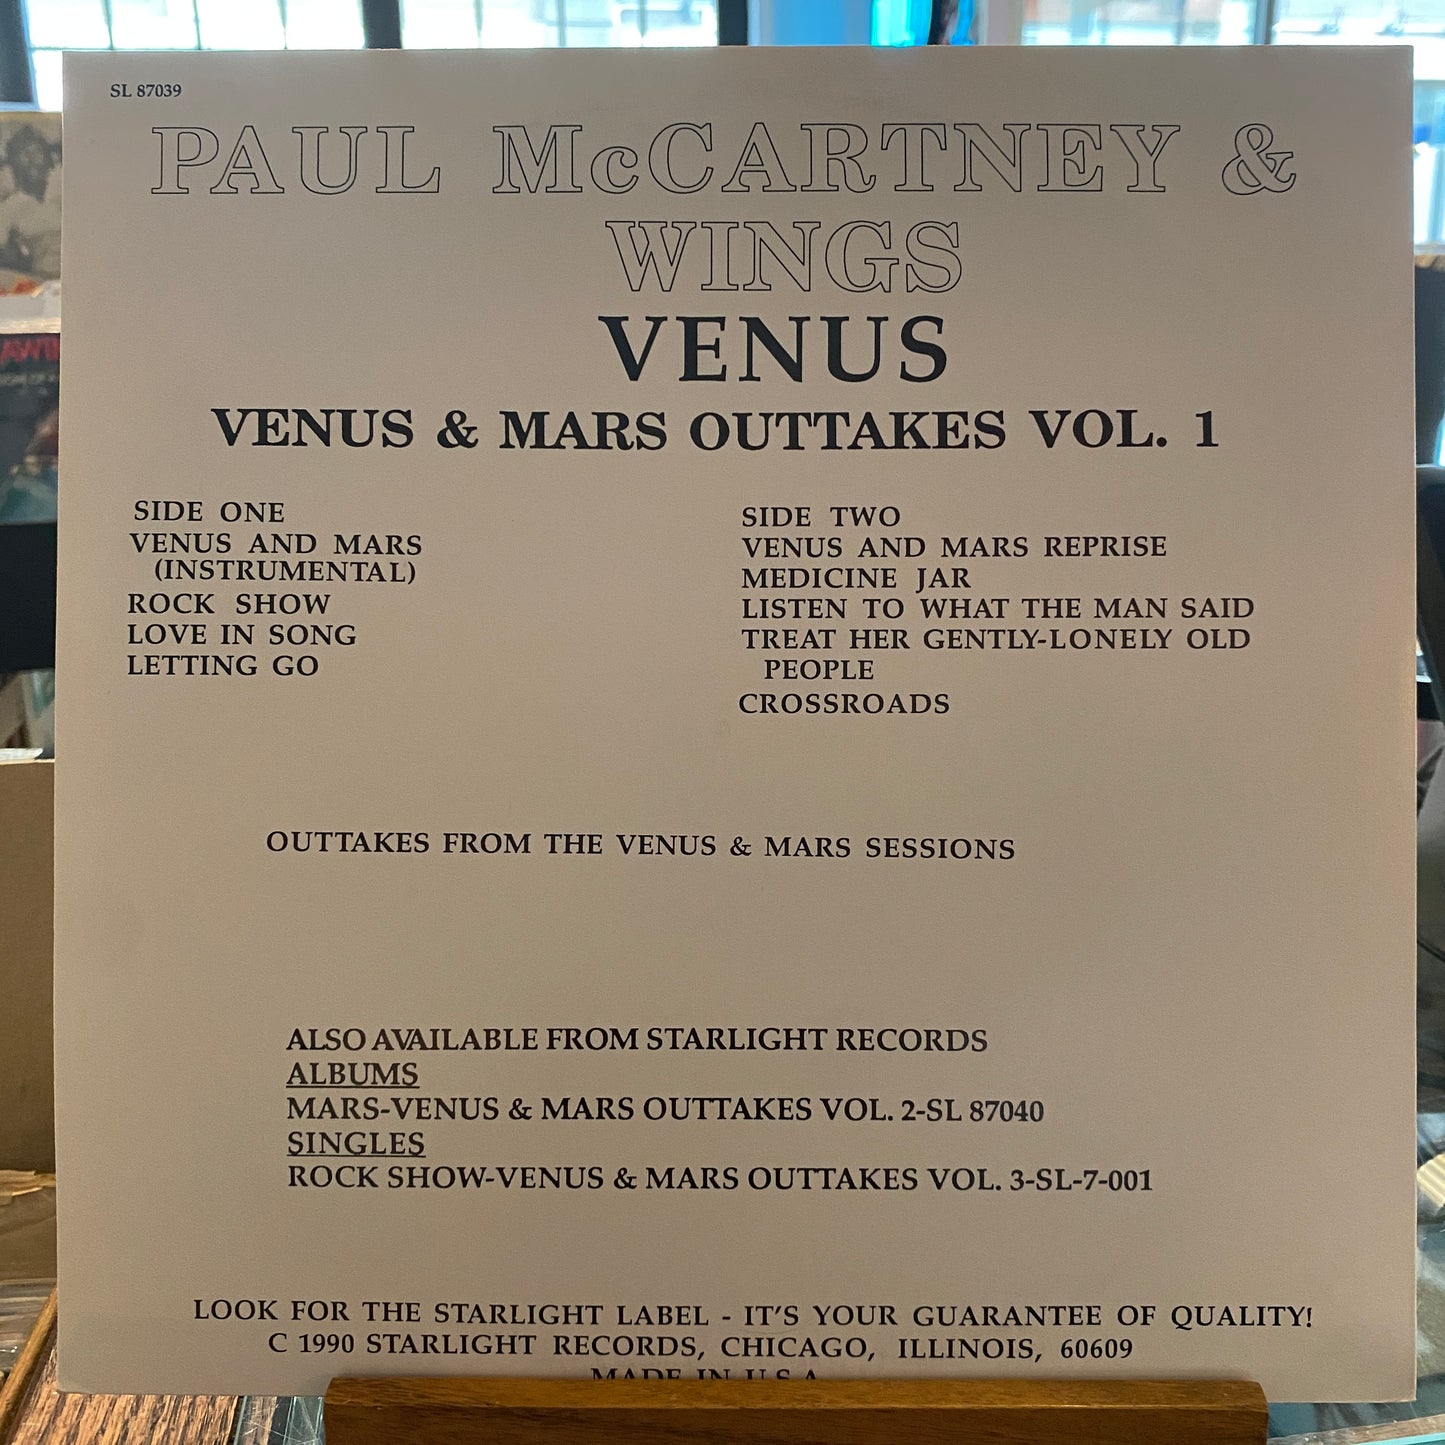 SL 87039
PAUL McCARTNEY &
WINGS
VENUS
VENUS & MARS OUTTAKES VOL. 1
SIDE ONE
VENUS AND MARS
(INSTRUMENTAL)
ROCK SHOW
LOVE IN SONG
LETTING GO
SIDE TWO
VENUS AND MARS REPRISE
MEDICINE JAR
LISTEN TO WHAT THE MAN SAID
TREAT HER GENTLY-LONELY OLD
PEOPLE
CROSSROADS
OUTTAKES FROM THE VENUS & MARS SESSIONS
ALSO AVAILABLE FROM STARLIGHT RECORDS
ALBUMS
MARS-VENUS & MARS OUTTAKES VOL. 2-SL 87040
SINGLES
ROCK SHOW-VENUS & MARS OUTTAKES VOL. 3-SL-7-001
LOOK FOR THE STARLIGHT LABEL - IT'S YOUR GUARANTEE OF QUALITY!
C 1990 STARLIGHT RECORDS, CHICAGO, ILLINOIS, 60609
MADE IN U.S.A.